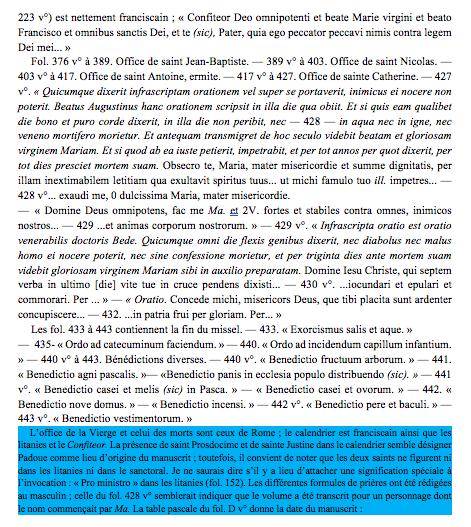 223 v°) est nettement franciscain ; « Confiteor Deo omnipotenti et beate Marie virgini et beato
Francisco et omnibus sanctis Dei, et te (sic), Pater, quia ego peccator peccavi nimis contra legem
Dei mei... »
Fol. 376 v° à 389. Office de saint Jean-Baptiste. — 389 v° à 403. Office de saint Nicolas. —
403 v° à 417. Office de saint Antoine, ermite. — 417 v° à 427. Office de sainte Catherine. — 427
v°. « Quicumque dixerit infrascriptam orationem vel super se portaverit, inimicus ei nocere non
poterit. Beatus Augustinus hanc orationem scripsit in illa die qua obiit. Et si quis eam qualibet
die bono et puro corde dixerit, in illa die non peribit, nec — 428 — in aqua nec in igne, nec
veneno mortifero morietur. Et antequam transmigret de hoc seculo videbit beatam et gloriosam
virginem Mariam. Et si quod ab ea iuste petierit, impetrabit, et per tot annos per quot dixerit, per
tot dies presciet mortem suam. Obsecro te, Maria, mater misericordie et summe dignitatis, per
illam inextimabilem letitiam qua exultavit spiritus tuus... ut michi famulo tuo ill. impetres... —
428 v°... exaudi me, 0 dulcissima Maria, mater misericordie.
— « Domine Deus omnipotens, fac me Ma. et 2V. fortes et stabiles contra omnes, inimicos
nostros... — 429 ...et animas corporum nostrorum. » — 429 v°. « Infrascripta oratio est oratio
venerabilis doctoris Bede. Quicumque omni die flexis genibus dixerit, nec diabolus nec malus
homo ei nocere poterit, nec sine confessione morietur, et per triginta dies ante mortem suam
videbit gloriosam virginem Mariam sibi in auxilio preparatam. Domine Iesu Christe, qui septem
verba in ultimo [die] vite tue in cruce pendens dixisti... — 430 v°. ...iocundari et epulari et
commorari. Per ... » — « Oratio. Concede michi, misericors Deus, que tibi placita sunt ardenter
concupiscere... — 432. ...in patria frui per gloriam. Per... »
Les fol. 433 à 443 contiennent la fin du missel. — 433. « Exorcismus salis et aque. »
— 435- « Ordo ad catecuminum faciendum. » — 440. « Ordo ad incidendum capillum infantium.
» — 440 v° à 443. Bénédictions diverses. — 440 v°. « Benedictio fructuum arborum. » — 441.
« Benedictio agni pascalis. »— «Benedictio panis in ecclesia populo distribuendo (sic). » — 441
v°. « Benedictio casei et melis (sic) in Pasca. » — « Benedictio casei et ovorum. » — 442. «
Benedictio nove domus. » — « Benedictio incensi. » — 442 v°. « Benedictio pere et baculi. » —
443 v°. « Benedictio vestimentorum. »
L'office de la Vierge et celui des morts sont ceux de Rome ; le calendrier est franciscain ainsi que les
litanies et le Confiteor. La présence de saint Prosdocime et de sainte Justine dans le calendrier semble désigner
Padoue comme lieu d'origine du manuscrit ; toutefois, il convient de noter que les deux saints ne figurent ni
dans les litanies ni dans le sanctoral. Je ne saurais dire s'il y a lieu d'attacher une signification spéciale à
l'invocation : « Pro ministro » dans les litanies (fol. 152). Les différentes formules de prières ont été rédigées
au masculin ; celle du fol. 428 v° semblerait indiquer que le volume a été transcrit pour un personnage dont
le nom commençait par Ma. La table pascale du fol. D v° donne la date du manuscrit :